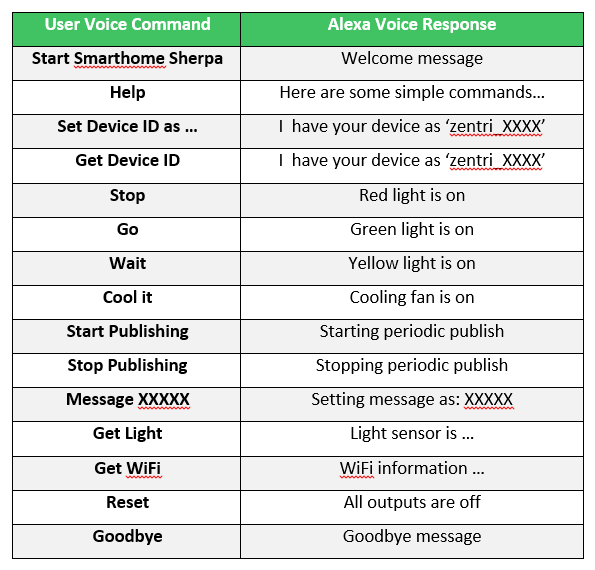 User Voice Command Alexa Voice Response
Start Smarthome Sherpa Welcome message
Help Here are some simple commands...
Set Device ID as ... I have your device as ‘zentri_XXXX’
Get Device ID I have your device as ‘zentri_XXXX’
Stop Red light is on
Go Green light is on
Wait Yellow light is on
Cool it Cooling fan is on
Start Publishing Starting periodic publish
Stop Publishing Stopping periodic publish
Message XXXXX Setting message as: XXXXX
Get Light Light sensor is ...
Get WiFi WiFi information ...
Reset All outputs are off
Goodbye Goodbye message